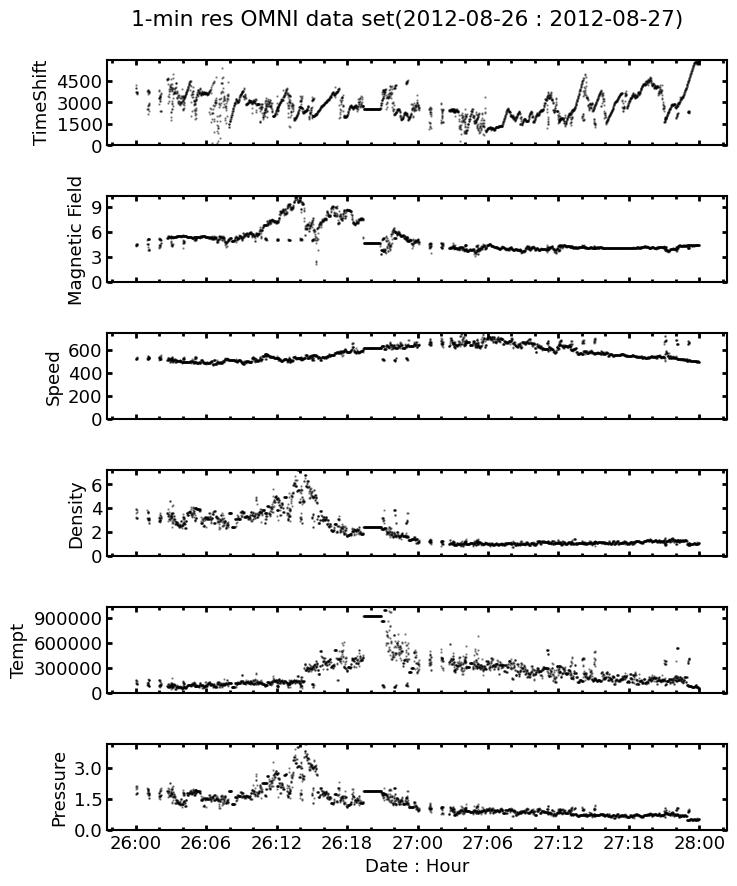 1-min res OMNI data set(2012-08-26 : 2012-08-27)
TimeShift
4500
3000
1500
0
Magnetic Field
9
6
3
0
Speed
600
400
200
0
Density
6
4
2
0
Tempt
900000
600000
300000
0
Pressure
3.0
1.5
0.0
26:00 26:06 26:12 26:18 27:00 27:06 27:12 27:18 28:00
Date : Hour